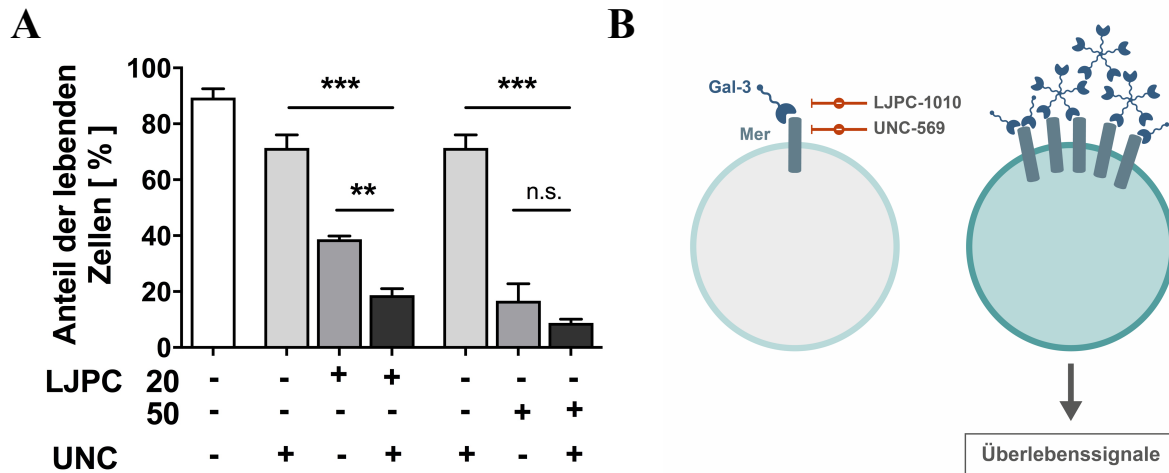 A
Anteil der lebenden
Zellen [ % ]
100
80
60
40
20
0
***
**
***
n.s.
LJPC 20 - - + + - - -
50 - - - - - + +
UNC - + - + + - +
B
Gal-3
Mer
LJPC-1010
UNC-569
Überlebenssignale